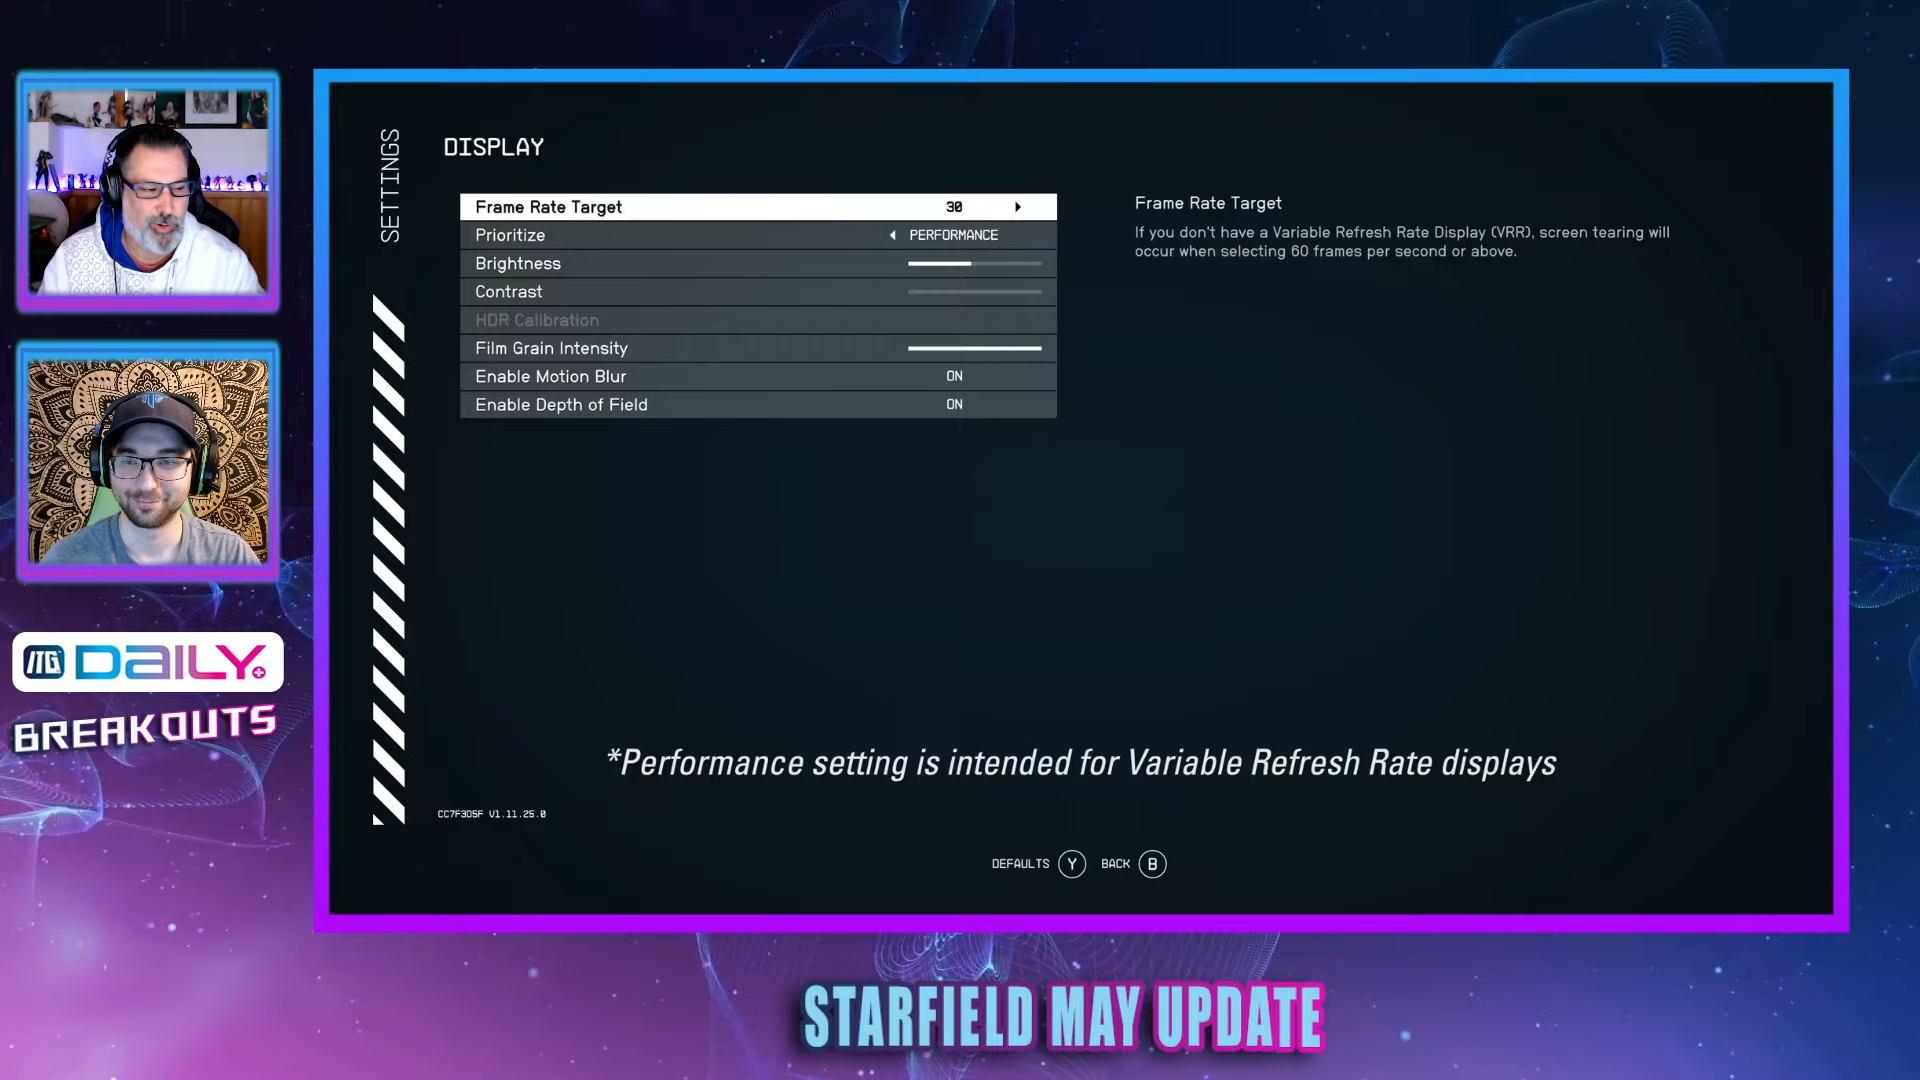 SETTINGS
DISPLAY
Frame Rate Target 30
Prioritize PERFORMANCE
Brightness
Contrast
HDR Calibration
Film Grain Intensity
Enable Motion Blur ON
Enable Depth of Field ON
Frame Rate Target
If you don't have a Variable Refresh Rate Display (VRR), screen tearing will
occur when selecting 60 frames per second or above.
ITG DAILY+
BREAKOUTS
*Performance setting is intended for Variable Refresh Rate displays
CC7F3D5F V1.11.25.0
DEFAULTS Y BACK B
STARFIELD MAY UPDATE